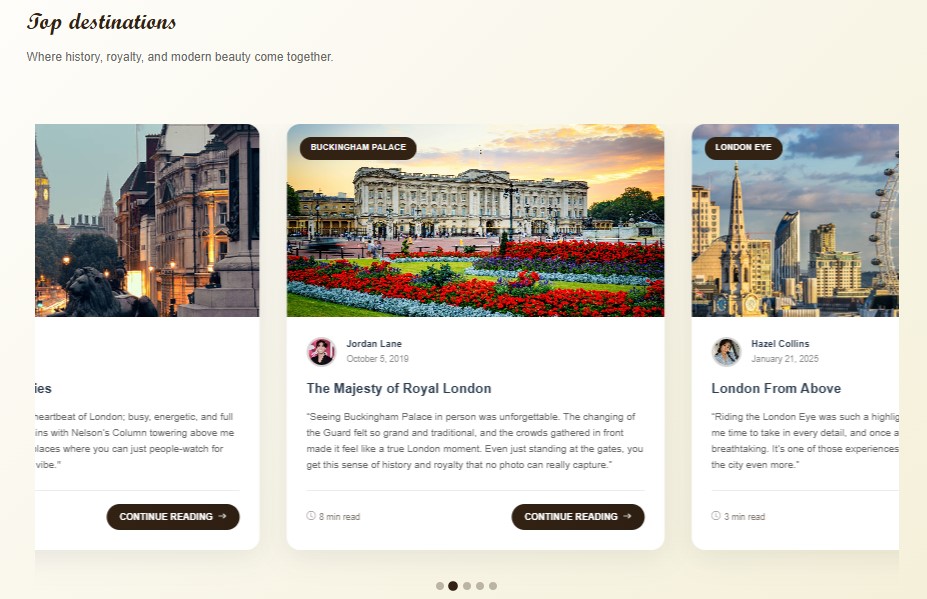 Top destinations
Where history, royalty, and modern beauty come together.
ies
heartbeat of London; busy, energetic, and full
ins with Nelson's Column towering above me
places where you can just people-watch for
vibe."
CONTINUE READING →
BUCKINGHAM PALACE
Jordan Lane
October 5, 2019
The Majesty of Royal London
"Seeing Buckingham Palace in person was unforgettable. The changing of
the Guard felt so grand and traditional, and the crowds gathered in front
made it feel like a true London moment. Even just standing at the gates, you
get this sense of history and royalty that no photo can really capture."
8 min read
CONTINUE READING →
LONDON EYE
Hazel Collins
January 21, 2025
London From Above
"Riding the London Eye was such a highlig
me time to take in every detail, and once a
breathtaking. It's one of those experiences
the city even more."
3 min read